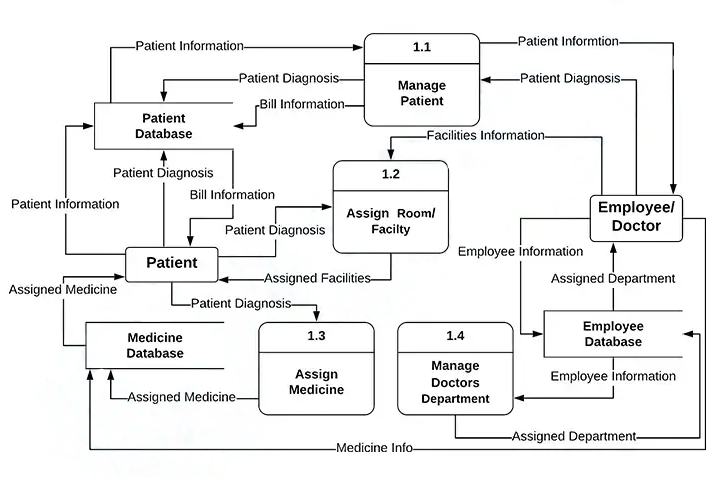 Patient Information
1.1
Patient Informtion
Manage
Patient
Patient Diagnosis
Patient Diagnosis
Bill Information
Patient
Database
Facilities Information
Patient Diagnosis
1.2
Bill Information
Patient Information
Assign Room/
Facilty
Employee/
Doctor
Patient Diagnosis
Employee Information
Patient
Assigned Facilities
Assigned Department
Assigned Medicine
Patient Diagnosis
Medicine
Database
1.3
1.4
Employee
Database
Assign
Medicine
Manage
Doctors
Department
Employee Information
Assigned Medicine
Assigned Department
Medicine Info